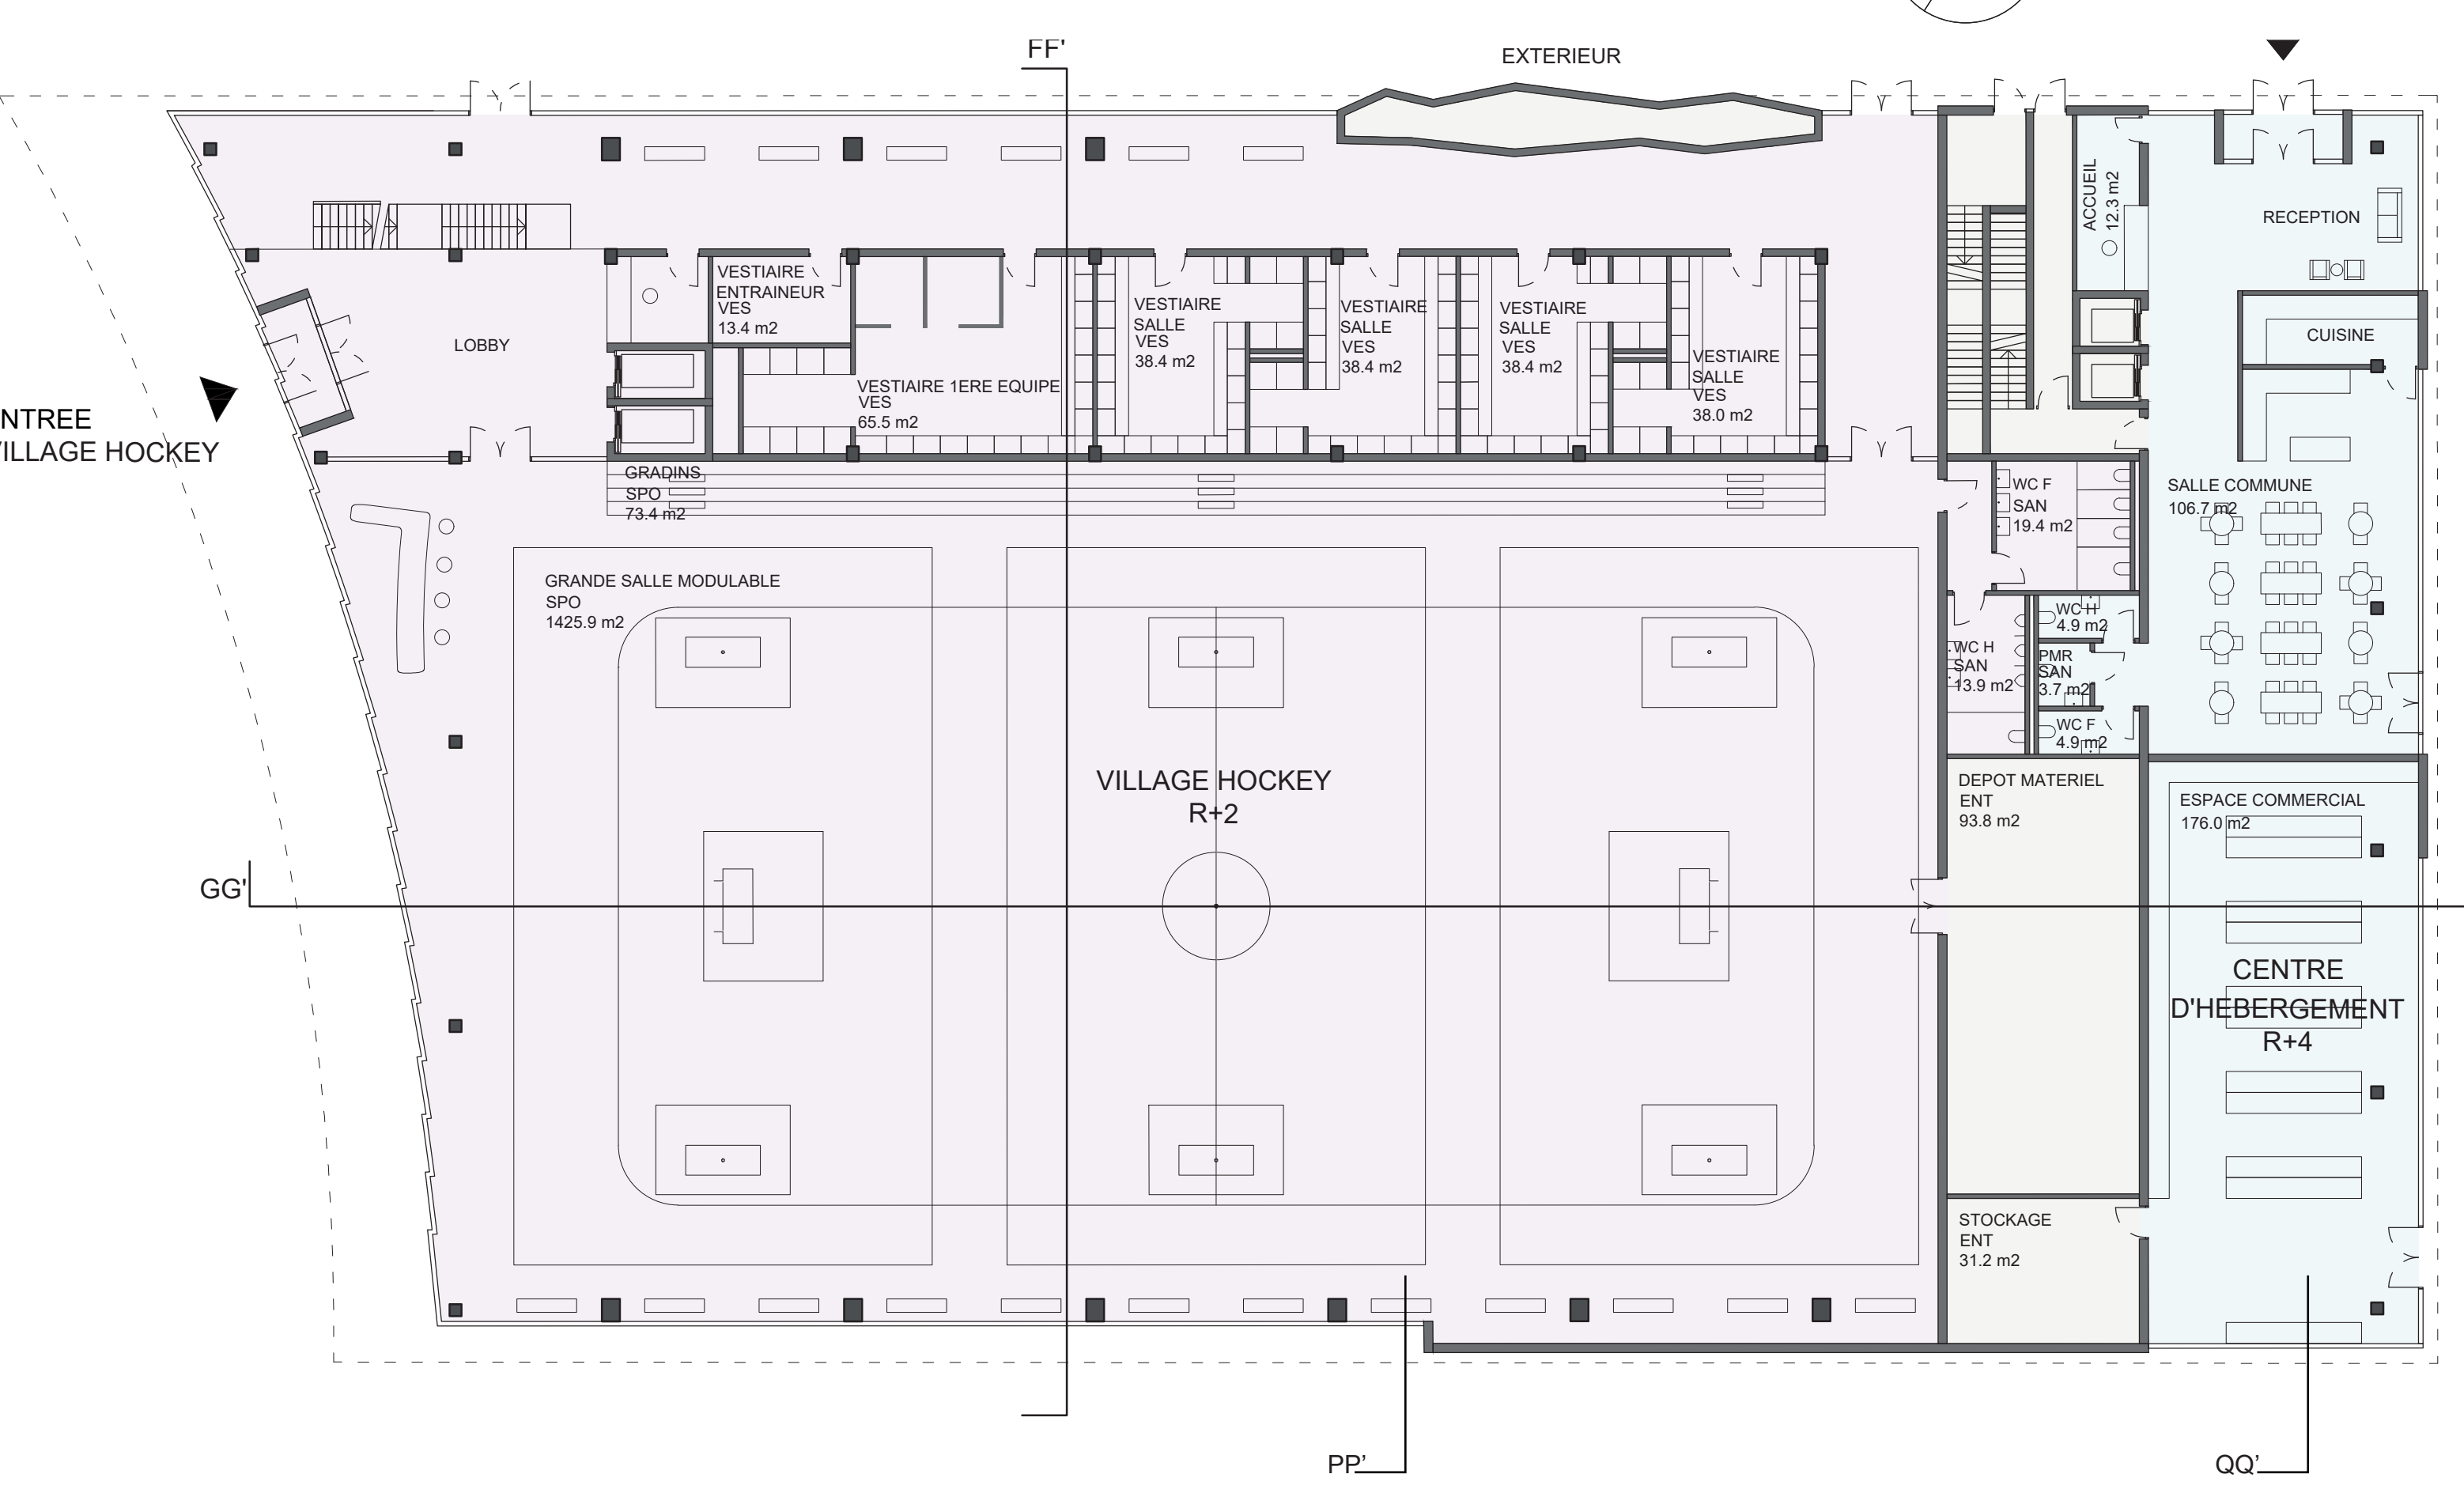 FF'
EXTERIEUR
ACCUEIL
12.3 m2
RECEPTION
VESTIAIRE
ENTRAINEUR
VES
13.4 m2
LOBBY
VESTIAIRE 1ERE EQUIPE
VES
65.5 m2
VESTIAIRE
SALLE
VES
38.4 m2
VESTIAIRE
SALLE
VES
38.4 m2
VESTIAIRE
SALLE
VES
38.4 m2
VESTIAIRE
SALLE
VES
38.0 m2
CUISINE
NTREE
VILLAGE HOCKEY
GRADINS
SPO
73.4 m2
WC F
SAN
19.4 m2
SALLE COMMUNE
106.7 m2
GRANDE SALLE MODULABLE
SPO
1425.9 m2
WC H
4.9 m2
WC H
SAN
13.9 m2
PMR
SAN
3.7 m2
WC F
4.9 m2
VILLAGE HOCKEY
R+2
DEPOT MATERIEL
ENT
93.8 m2
ESPACE COMMERCIAL
176.0 m2
GG'
CENTRE
D'HEBERGEMENT
R+4
STOCKAGE
ENT
31.2 m2
PP'
QQ'